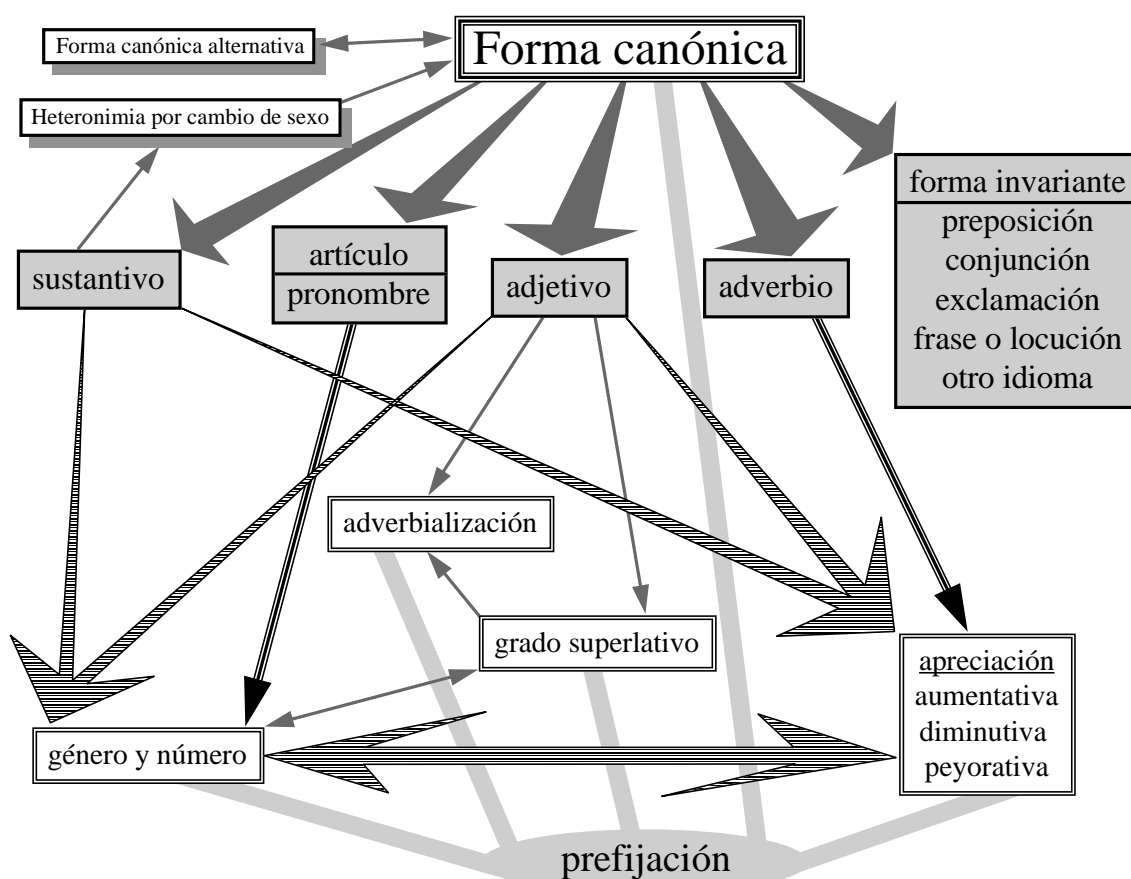 Forma canónica
Forma canónica alternativa
Heteronimia por cambio de sexo
sustantivo
artículo
pronombre
adjetivo
adverbio
forma invariante
preposición
conjunción
exclamación
frase o locución
otro idioma
adverbialización
grado superlativo
género y número
apreciación
aumentativa
diminutiva
peyorativa
prefijación